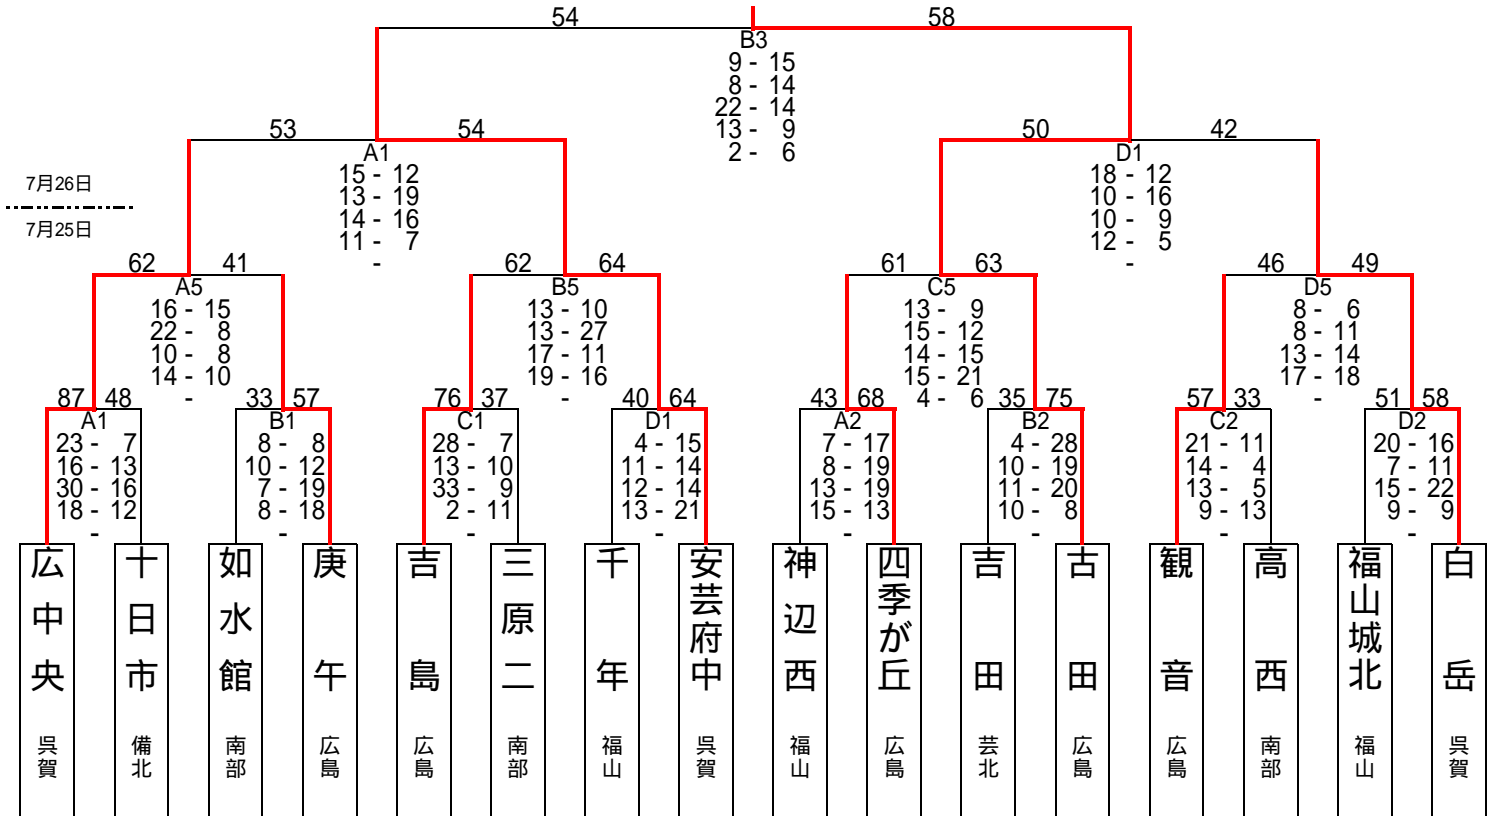 54 58
B3
9 - 15
8 - 14
22 - 14
13 - 9
2 - 6
53 54 50 42
A1 D1
15 - 12 18 - 12
13 - 19 10 - 16
14 - 16 10 - 9
11 - 7 12 - 5
- -
7月26日
7月25日
62 41 62 64 61 63 46 49
A5 B5 C5 D5
16 - 15 13 - 10 13 - 9 8 - 6
22 - 8 13 - 27 15 - 12 8 - 11
10 - 8 17 - 11 14 - 15 13 - 14
14 - 10 19 - 16 15 - 21 17 - 18
- - 4 - 6 -
87 48 33 57 76 37 40 64 43 68 35 75 57 33 51 58
A1 B1 C1 D1 A2 B2 C2 D2
23 - 7 8 - 8 28 - 7 4 - 15 7 - 17 4 - 28 21 - 11 20 - 16
16 - 13 10 - 12 13 - 10 11 - 14 8 - 19 10 - 19 14 - 4 7 - 11
30 - 16 7 - 19 33 - 9 12 - 14 13 - 19 11 - 20 13 - 5 15 - 22
18 - 12 8 - 18 2 - 11 13 - 21 15 - 13 10 - 8 9 - 13 9 - 9
- - - - - - - -
広中央
呉賀
十日市
備北
如水館
南部
庚午
広島
吉島
広島
三原二
南部
千年
福山
安芸府中
呉賀
神辺西
福山
四季が丘
広島
吉田
芸北
古田
広島
観音
広島
高西
南部
福山城北
福山
白岳
呉賀